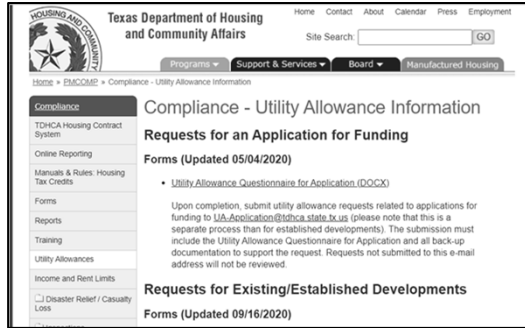 HOUSING AND COMMUNITY
Texas Department of Housing
and Community Affairs
Home Contact About Calendar Press Employment
Site Search: GO
Programs Support & Services Board Manufactured Housing
Home » PMCOMP » Compliance - Utility Allowance Information
Compliance
TDHCA Housing Contract
System
Online Reporting
Manuals & Rules: Housing
Tax Credits
Forms
Reports
Training
Utility Allowances
Income and Rent Limits
Disaster Relief / Casualty
Loss
Compliance - Utility Allowance Information
Requests for an Application for Funding
Forms (Updated 05/04/2020)
• Utility Allowance Questionnaire for Application (DOCX)
Upon completion, submit utility allowance requests related to applications for
funding to UA-Application@tdhca.state.tx.us (please note that this is a
separate process than for established developments). The submission must
include the Utility Allowance Questionnaire for Application and all back-up
documentation to support the request. Requests not submitted to this e-mail
address will not be reviewed.
Requests for Existing/Established Developments
Forms (Updated 09/16/2020)